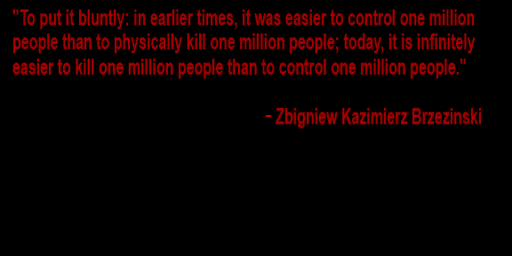 "To put it bluntly: in earlier times, it was easier to control one million
people than to physically kill one million people; today, it is infinitely
easier to kill one million people than to control one million people."
- Zbigniew Kazimierz Brzezinski